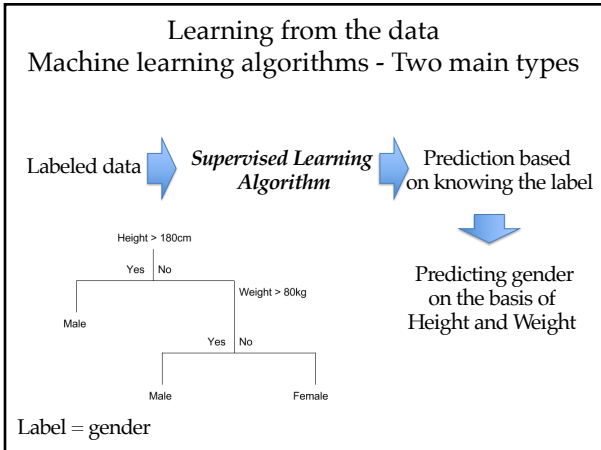 Learning from the data
Machine learning algorithms - Two main types
Labeled data
Supervised Learning
Algorithm
Prediction based
on knowing the label
Predicting gender
on the basis of
Height and Weight
Height > 180cm
Yes No
Male
Weight > 80kg
Yes No
Male
Female
Label = gender